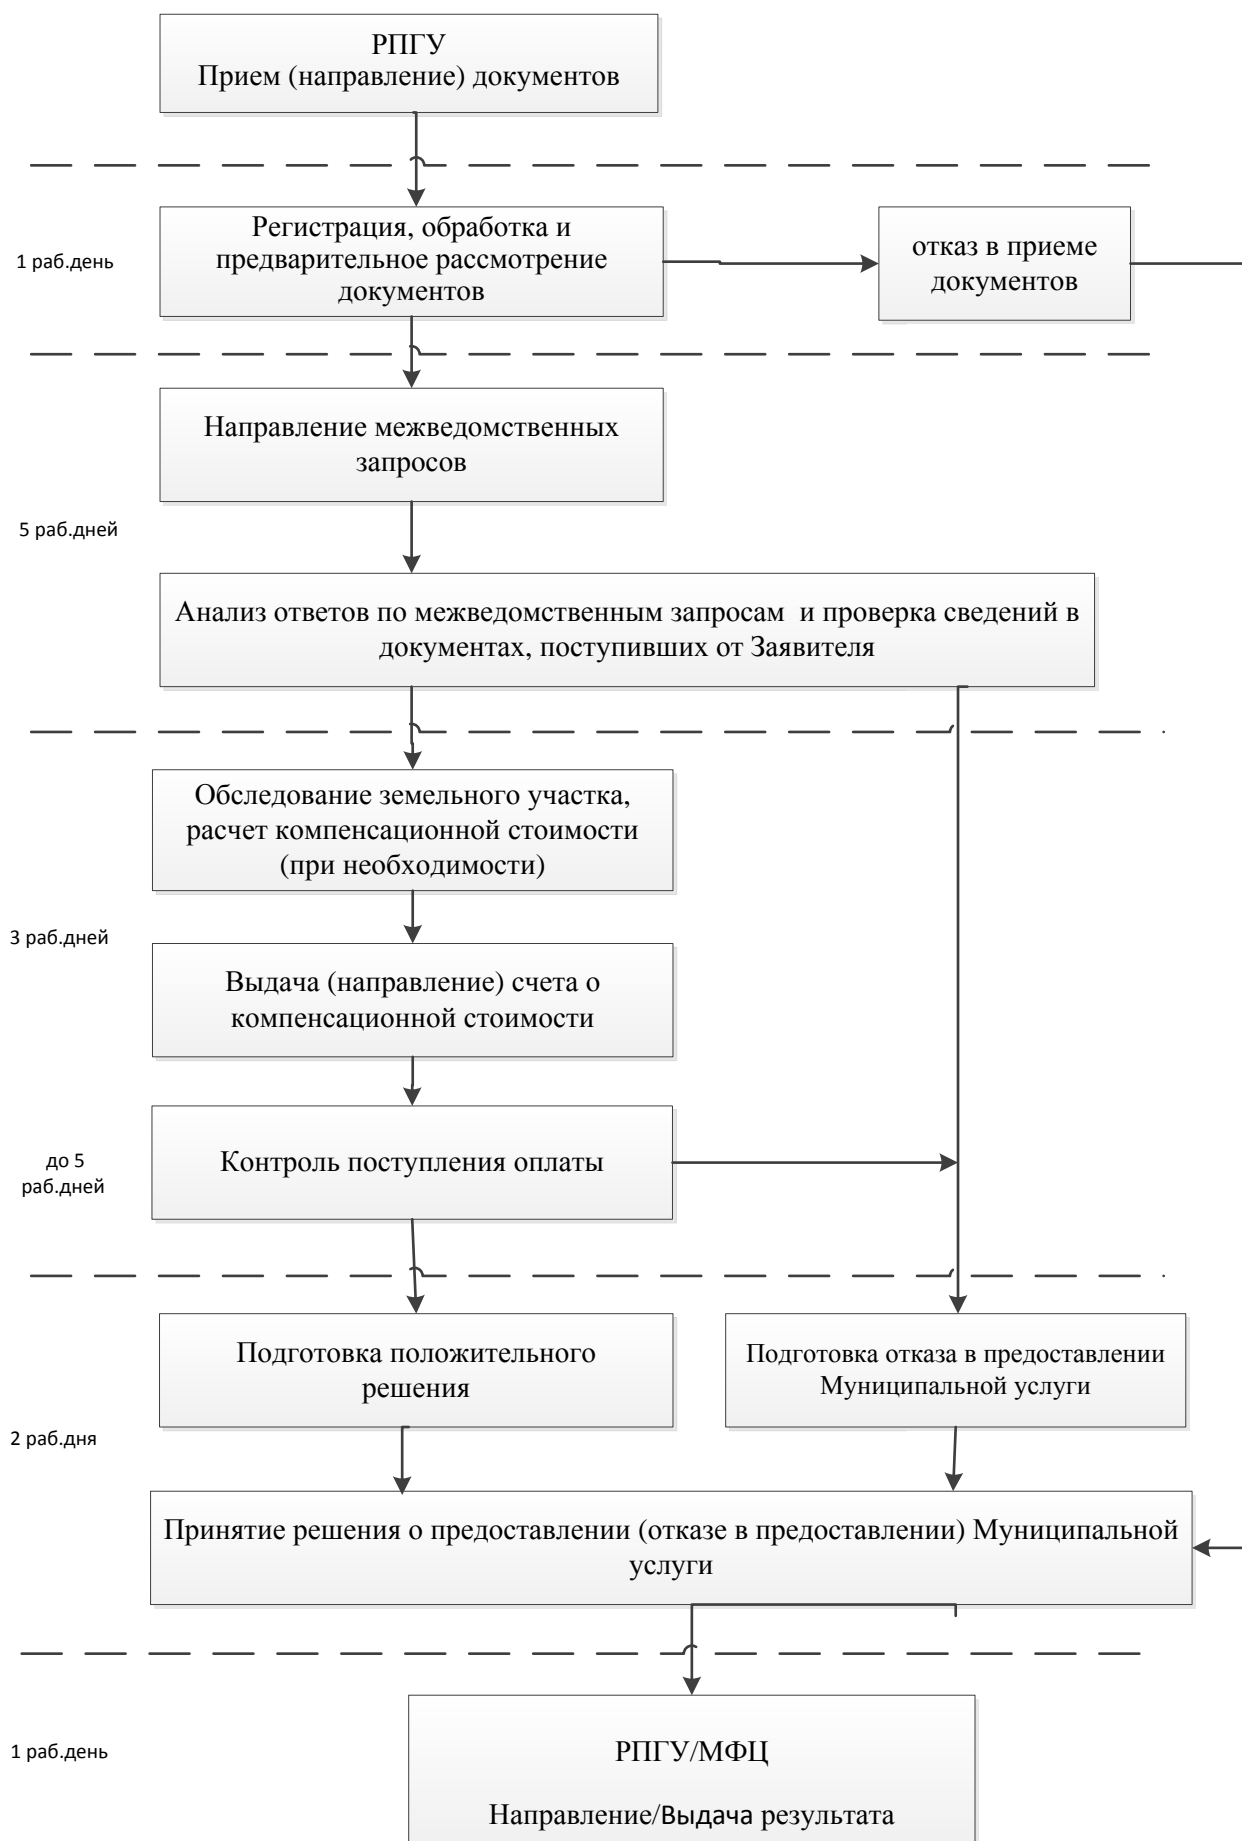 РПГУ
Прием (направление) документов
1 раб.день
Регистрация, обработка и
предварительное рассмотрение
документов
отказ в приеме
документов
Направление межведомственных
запросов
5 раб.дней
Анализ ответов по межведомственным запросам  и проверка сведений в
документах, поступивших от Заявителя
Обследование земельного участка,
расчет компенсационной стоимости
(при необходимости)
3 раб.дней
Выдача (направление) счета о
компенсационной стоимости
до 5
раб.дней
Контроль поступления оплаты
Подготовка положительного
решения
Подготовка отказа в предоставлении
Муниципальной услуги
2 раб.дня
Принятие решения о предоставлении (отказе в предоставлении) Муниципальной
услуги
1 раб.день
РПГУ/МФЦ
Направление/Выдача результата